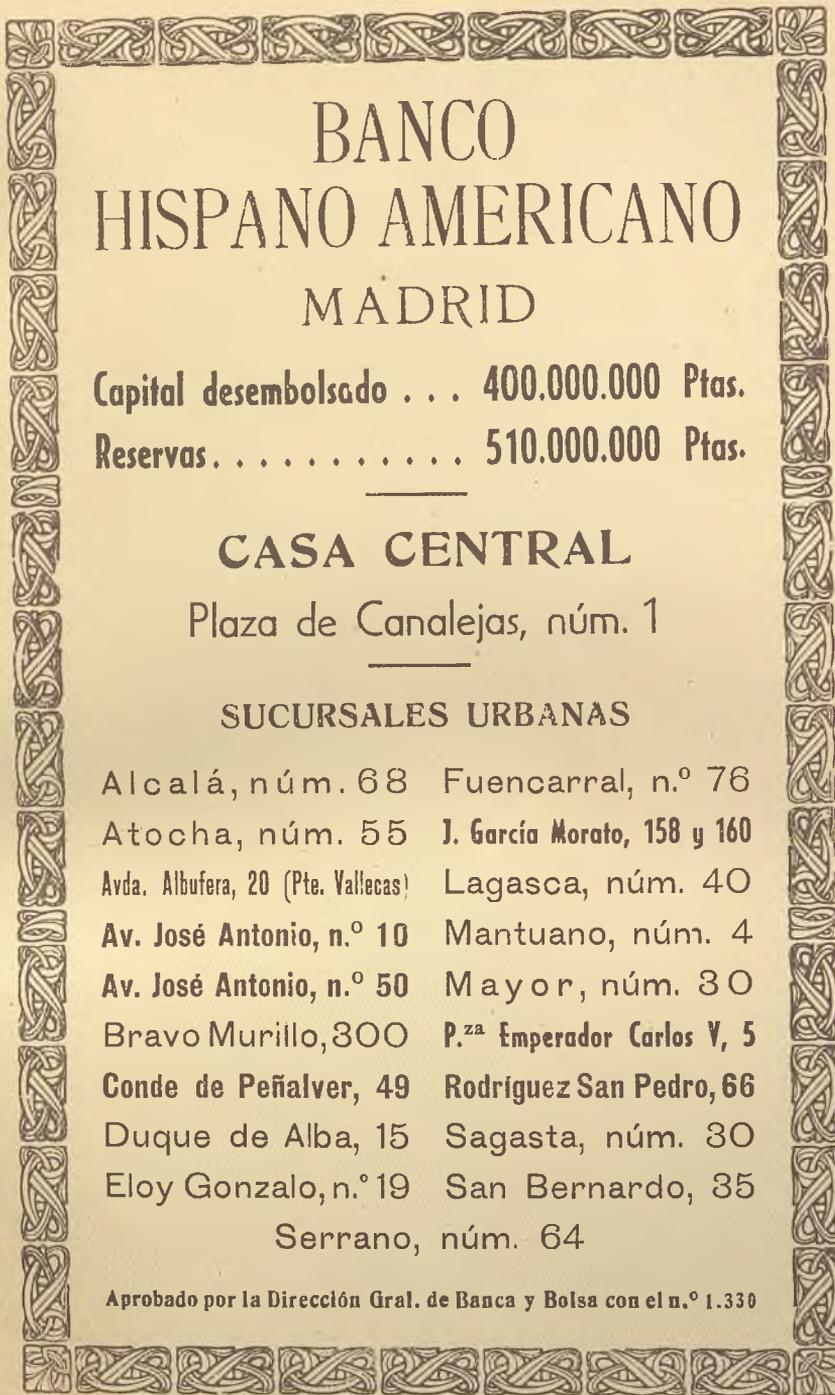 BANCO
HISPANO AMERICANO
MADRID
Capital desembolsado . . . 400.000.000 Ptas.
Reservas. . . . . . . . . . . 510.000.000 Ptas.
CASA CENTRAL
Plaza de Canalejas, núm. 1
SUCURSALES URBANAS
Alcalá, núm. 68
Atocha, núm. 55
Avda. Albufera, 20 (Pte. Vallecas)
Av. José Antonio, n.º 10
Av. José Antonio, n.º 50
Bravo Murillo, 300
Conde de Peñalver, 49
Duque de Alba, 15
Eloy Gonzalo, n.º 19
Fuencarral, n.º 76
J. García Morato, 158 y 160
Lagasca, núm. 40
Mantuano, núm. 4
Mayor, núm. 30
P.za Emperador Carlos V, 5
Rodríguez San Pedro, 66
Sagasta, núm. 30
San Bernardo, 35
Serrano, núm. 64
Aprobado por la Dirección Gral. de Banca y Bolsa con el n.º 1.330